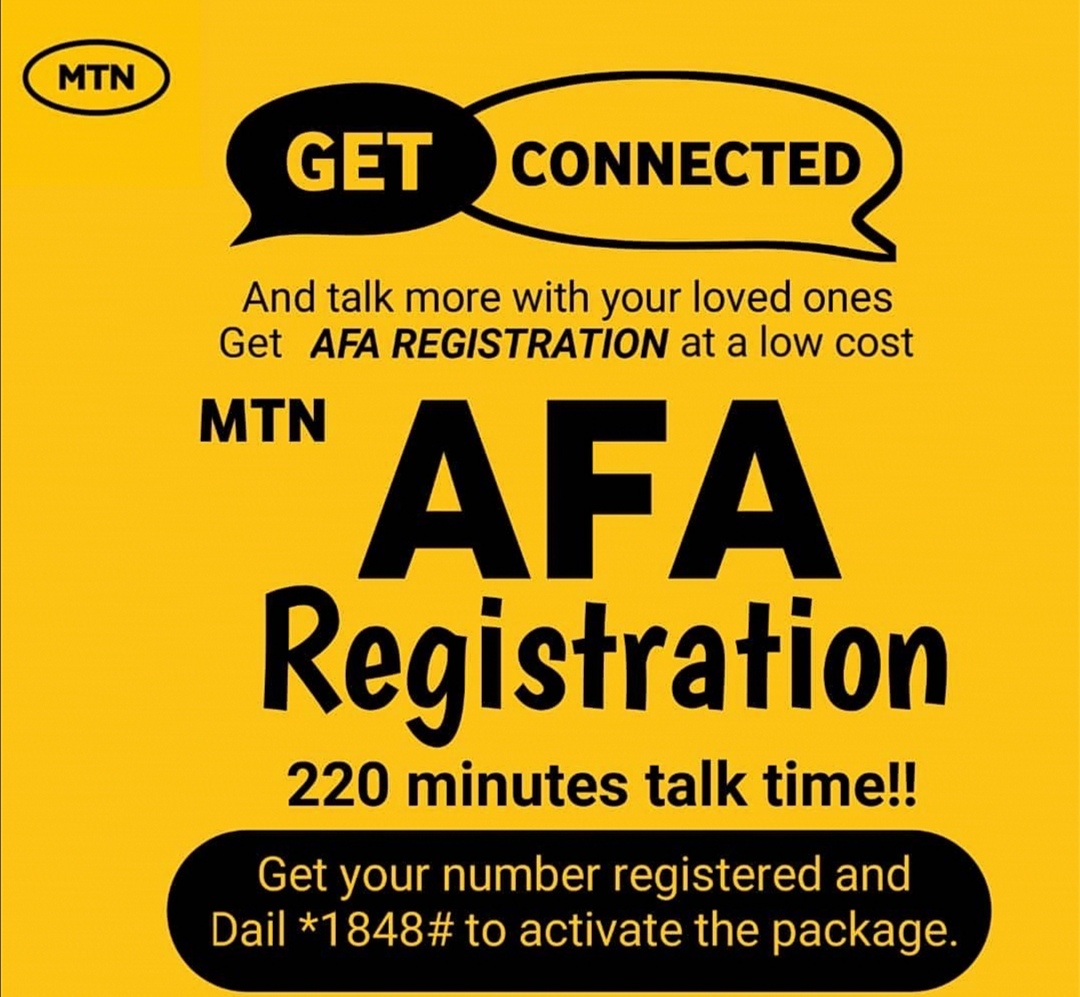 MTN
GET CONNECTED
And talk more with your loved ones
Get AFA REGISTRATION at a low cost
MTN AFA
Registration
220 minutes talk time!!
Get your number registered and
Dail *1848# to activate the package.